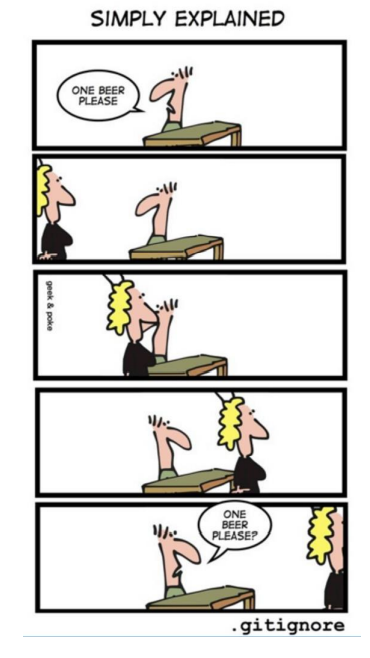 SIMPLY EXPLAINED
ONE BEER
PLEASE
geek & poke
ONE
BEER
PLEASE?
.gitignore